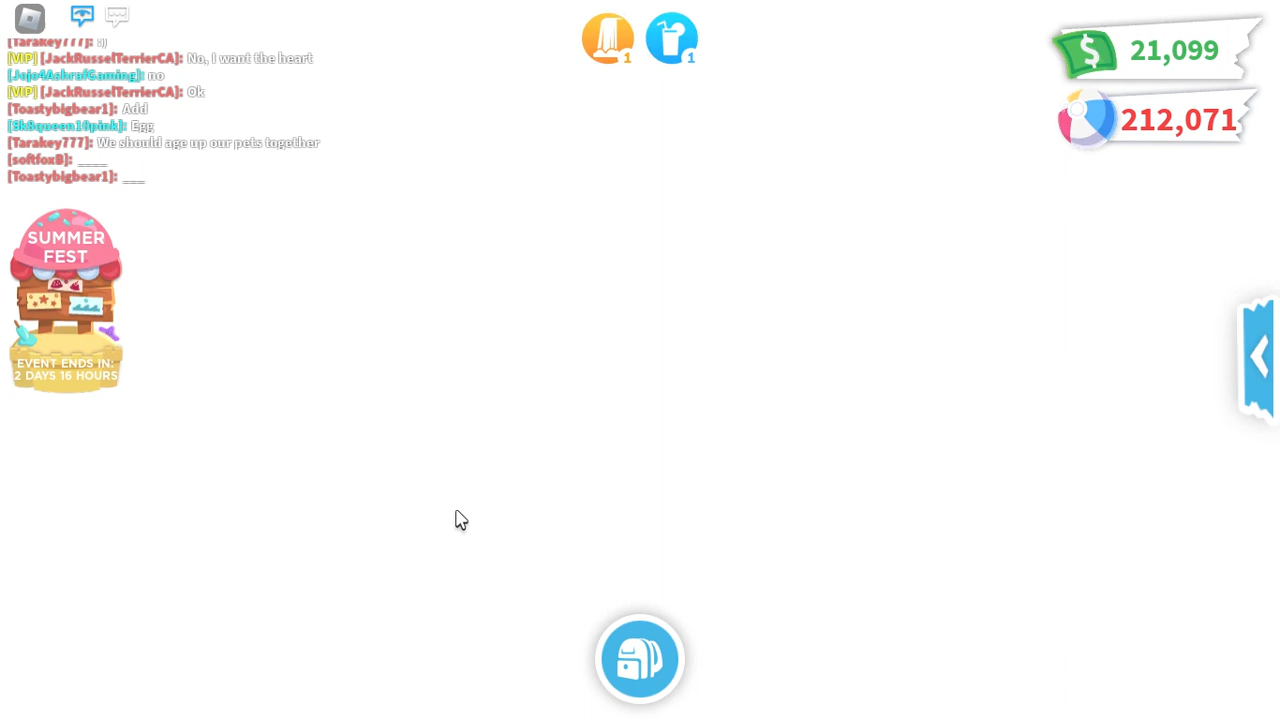 [Tarakey777]: :)
[VIP] [JackRusselTerrierCA]: No, I want the heart
[Jojo4AshrafGaming]: no
[VIP] [JackRusselTerrierCA]: Ok
[Toastybigbear1]: Add
Egg
[Tarakey777]: We should age up our pets together
[softfoxB]: ____
[Toastybigbear1]: ___
1
1
21,099
212,071
SUMMER
FEST
EVENT ENDS IN:
2 DAYS 16 HOURS